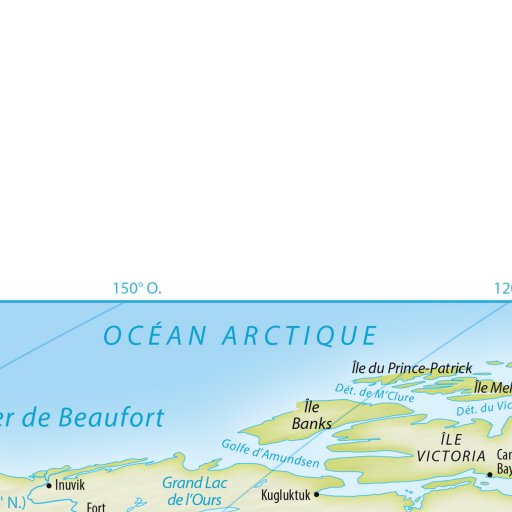 150° O.
120
OCÉAN ARCTIQUE
Île du Prince-Patrick
Dét. de M'Clure
Île Mel
Île
Banks
Dét. du Vic
er de Beaufort
ÎLE
VICTORIA
Golfe d'Amundsen
Cam
Bay
Inuvik
Grand Lac
de l'Ours
Kugluktuk
' N.)
Fort